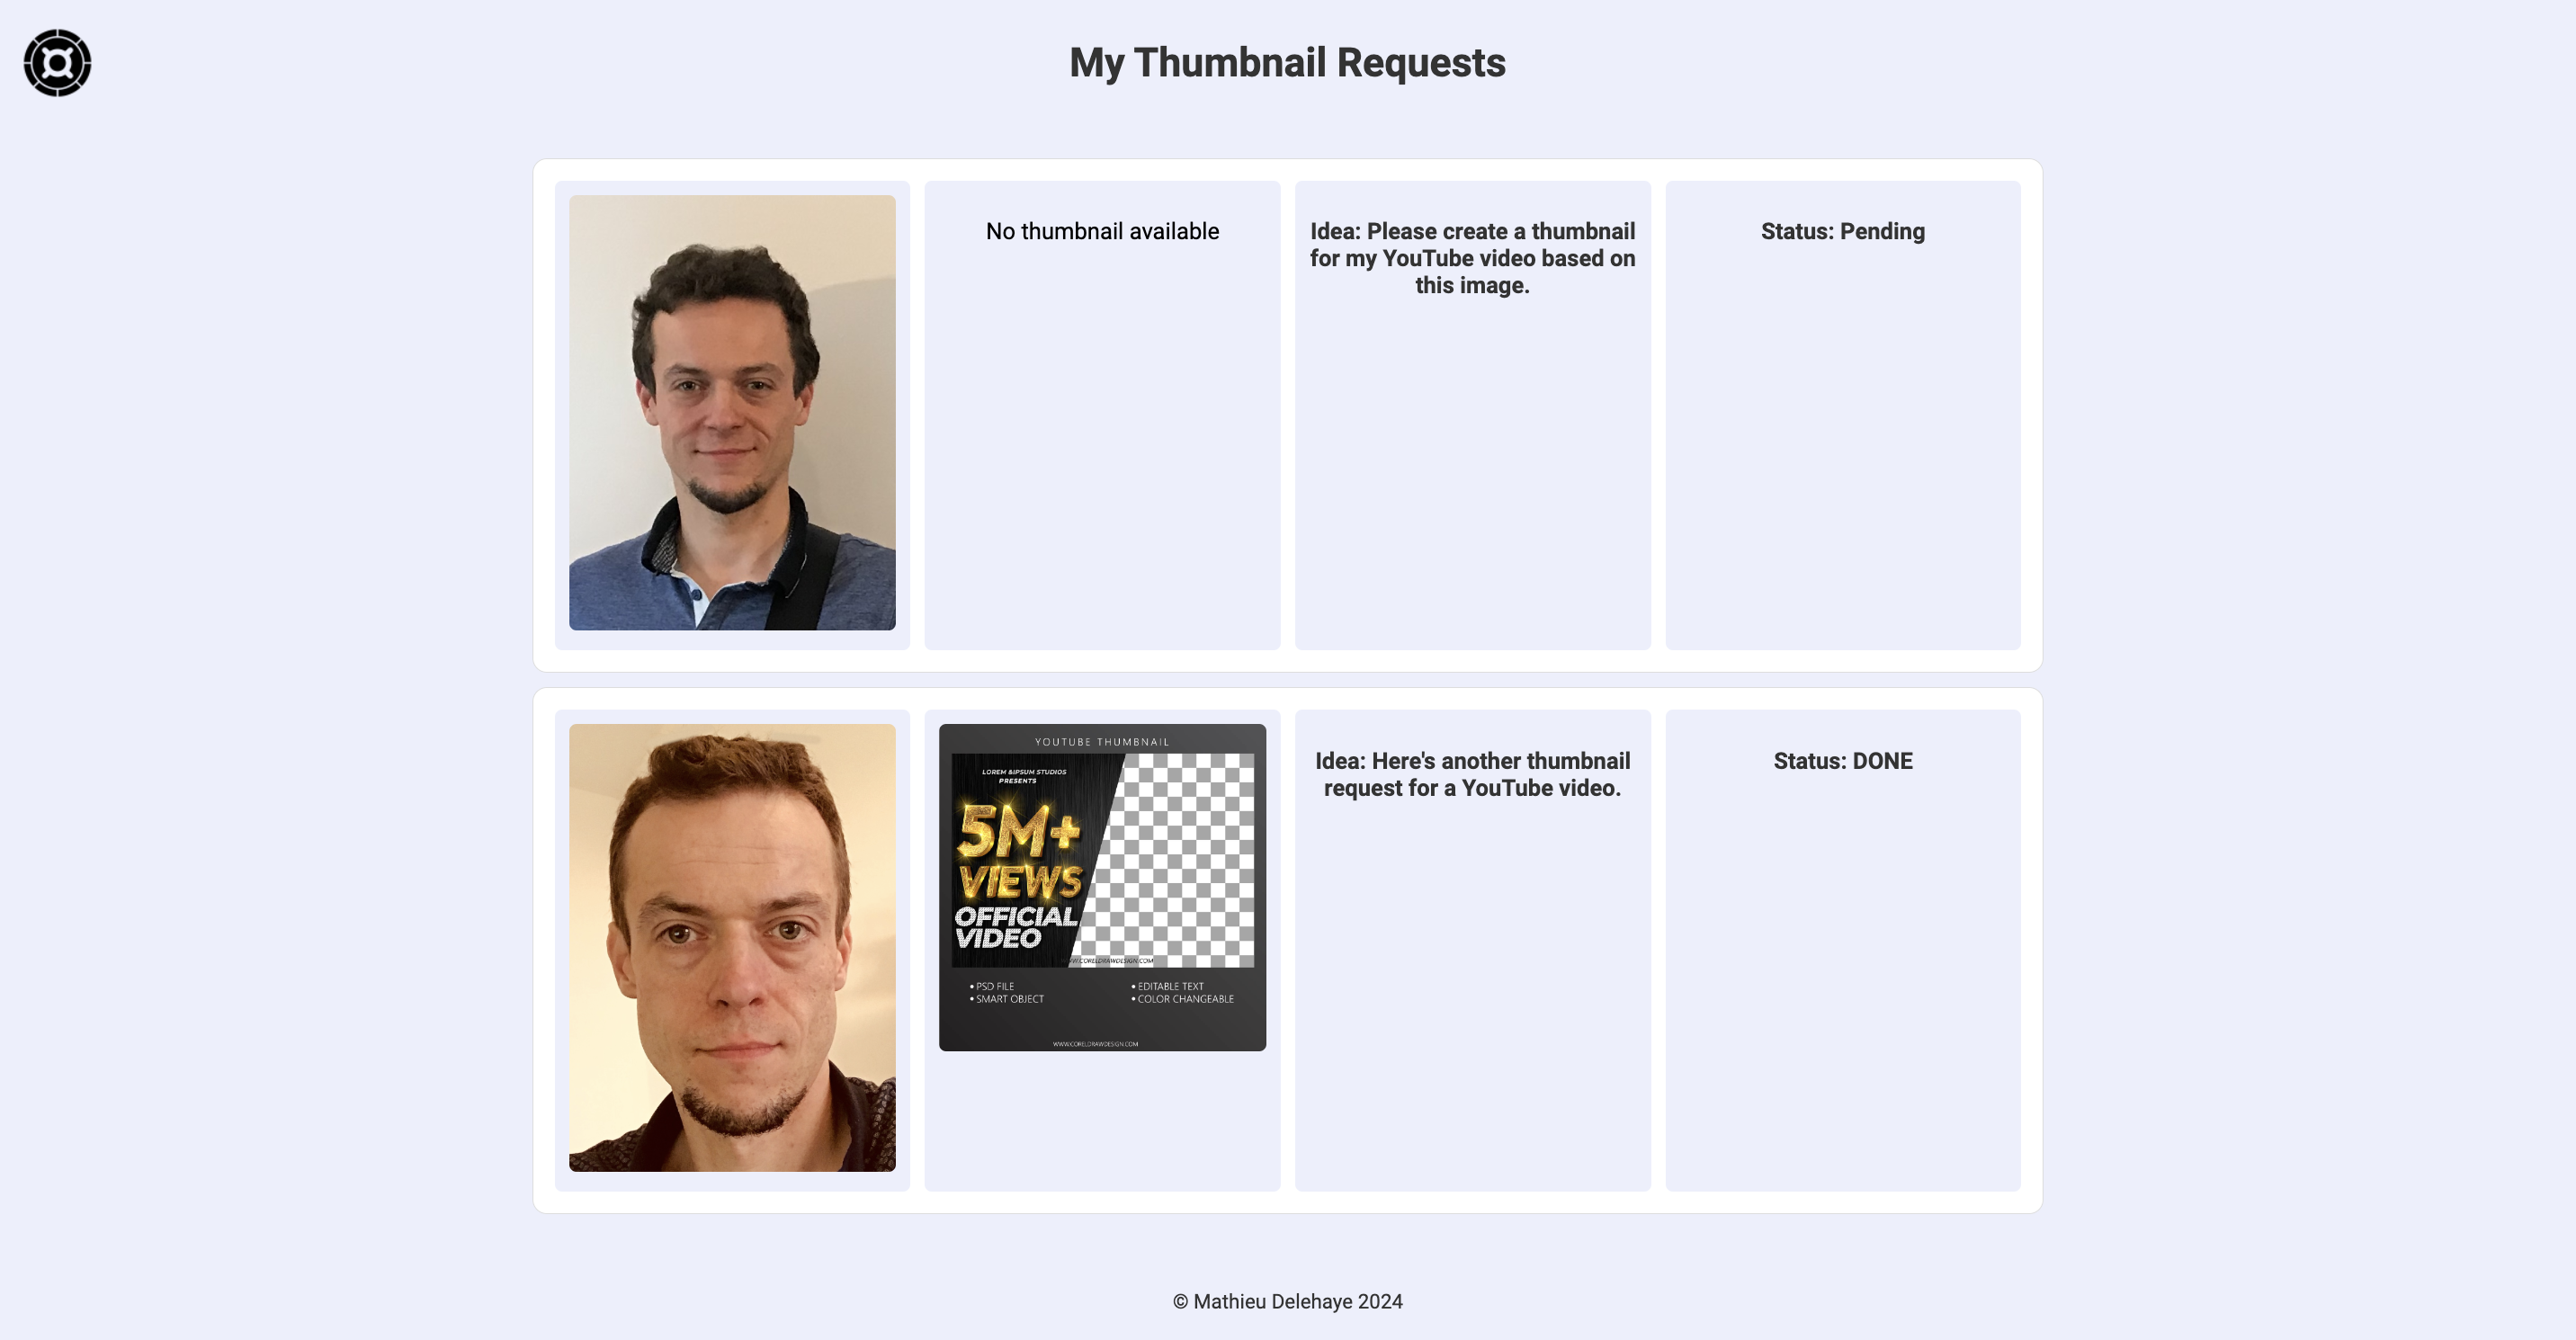 My Thumbnail Requests
No thumbnail available
Idea: Please create a thumbnail
for my YouTube video based on
this image.
Status: Pending
YOUTUBE THUMBNAIL
LOREM &IPSUM STUDIOS
PRESENTS
5M+
VIEWS
OFFICIAL
VIDEO
WWW.CORELDRAWDESIGN.COM
• PSD FILE
• SMART OBJECT
• EDITABLE TEXT
• COLOR CHANGEABLE
WWW.CORELDRAWDESIGN.COM
Idea: Here's another thumbnail
request for a YouTube video.
Status: DONE
© Mathieu Delehaye 2024